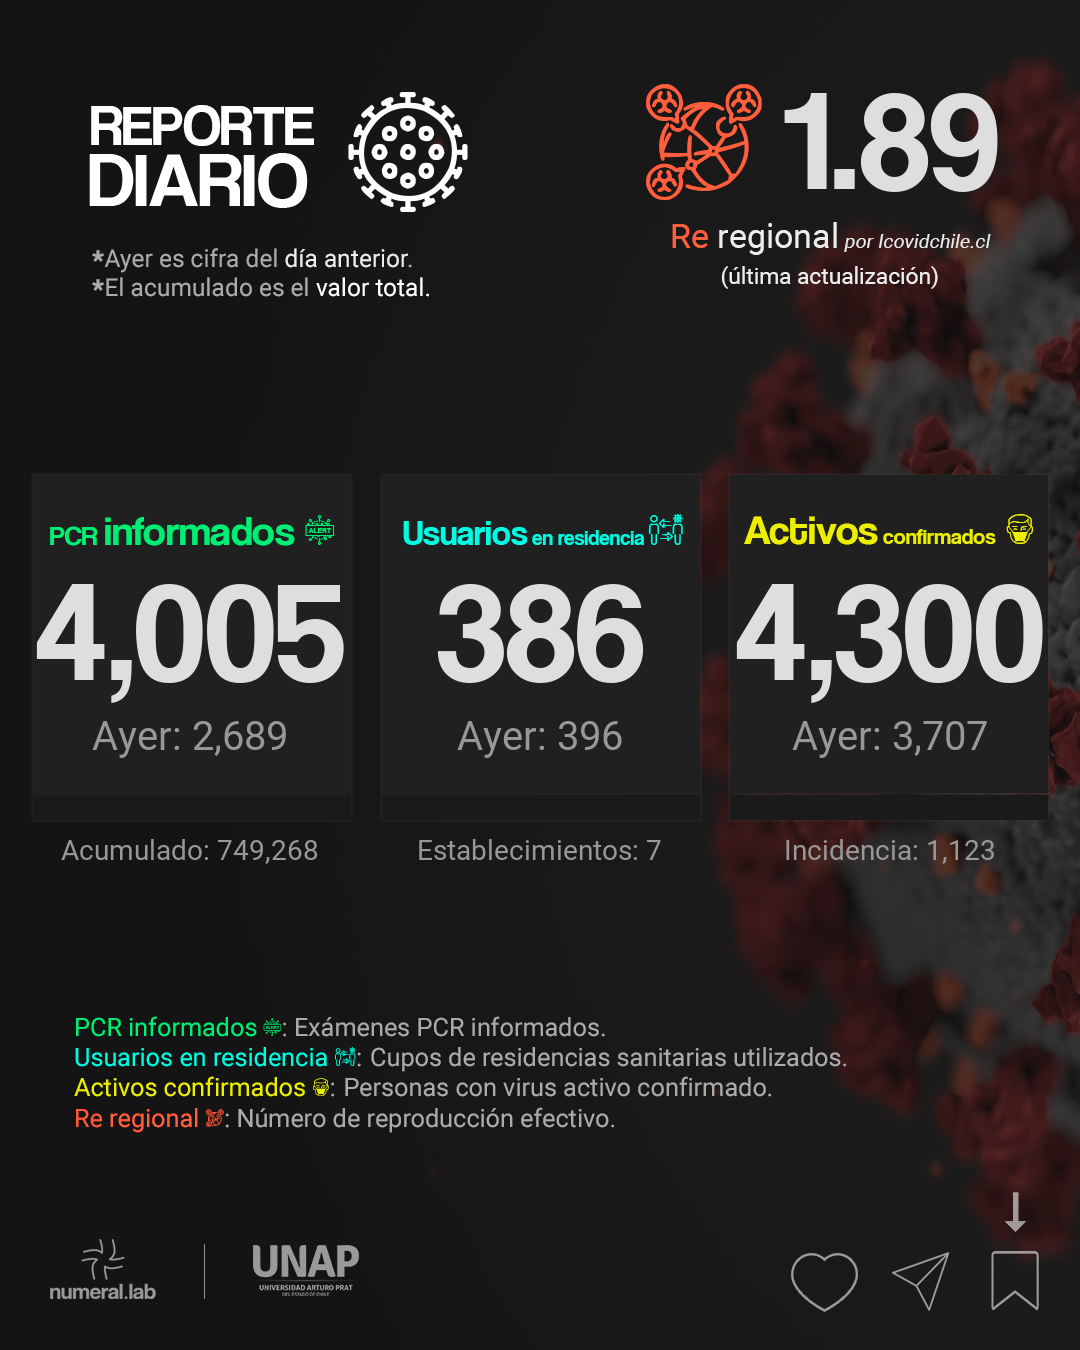 REPORTE
DIARIO
*Ayer es cifra del día anterior.
*El acumulado es el valor total.
1.89
Re regional por Icovidchile.cl
(última actualización)
PCR informados ALERT
4,005
Ayer: 2,689
Acumulado: 749,268
Usuarios en residencia
386
Ayer: 396
Establecimientos: 7
Activos confirmados
4,300
Ayer: 3,707
Incidencia: 1,123
PCR informados ALERT: Exámenes PCR informados.
Usuarios en residencia : Cupos de residencias sanitarias utilizados.
Activos confirmados : Personas con virus activo confirmado.
Re regional : Número de reproducción efectivo.
numeral.lab
UNAP
UNIVERSIDAD ARTURO PRAT
DEL ESTADO DE CHILE